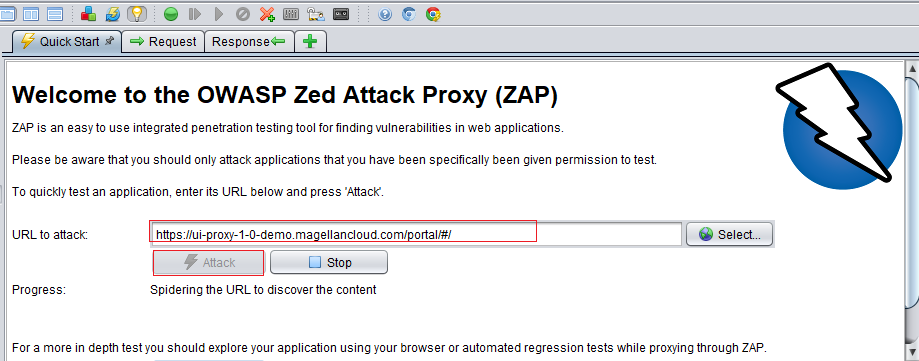 Quick Start Request Response
Welcome to the OWASP Zed Attack Proxy (ZAP)
ZAP is an easy to use integrated penetration testing tool for finding vulnerabilities in web applications.
Please be aware that you should only attack applications that you have been specifically been given permission to test.
To quickly test an application, enter its URL below and press 'Attack'.
URL to attack: https://ui-proxy-1-0-demo.magellancloud.com/portal/#/ Select...
Attack Stop
Progress: Spidering the URL to discover the content
For a more in depth test you should explore your application using your browser or automated regression tests while proxying through ZAP.